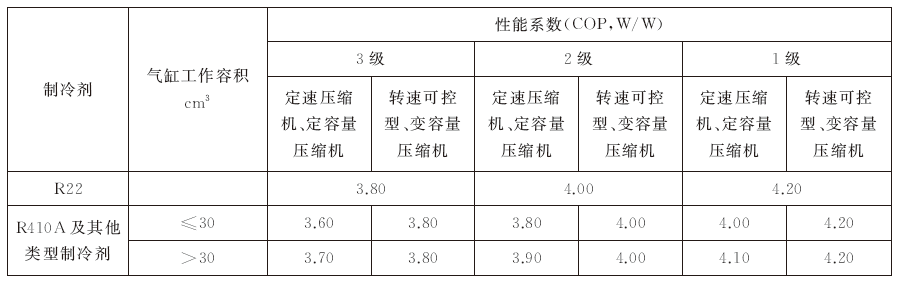 性能系数(COP,W/W)
制冷剂
气缸工作容积
cm³
3级
2级
1级
定速压缩
机、定容量
压缩机
转速可控
型、变容量
压缩机
定速压缩
机、定容量
压缩机
转速可控
型、变容量
压缩机
定速压缩
机、定容量
压缩机
转速可控
型、变容量
压缩机
R22 3.80 4.00 4.20
R410A及其他
类型制冷剂
≤30 3.60 3.80 3.80 4.00 4.00 4.20
>30 3.70 3.80 3.90 4.00 4.10 4.20